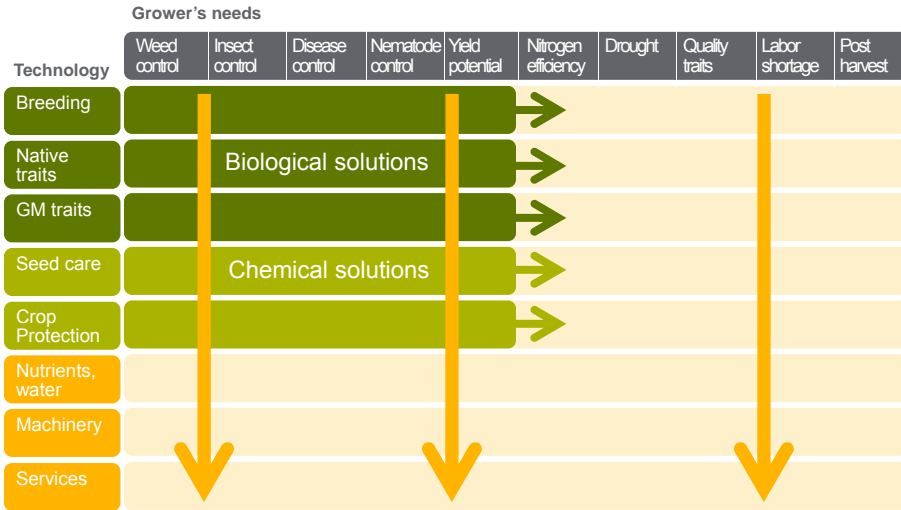 Grower's needs
Technology
Weed control
Insect control
Disease control
Nematode control
Yield potential
Nitrogen efficiency
Drought
Quality traits
Labor shortage
Post harvest
Breeding
Native traits
Biological solutions
GM traits
Seed care
Chemical solutions
Crop Protection
Nutrients, water
Machinery
Services